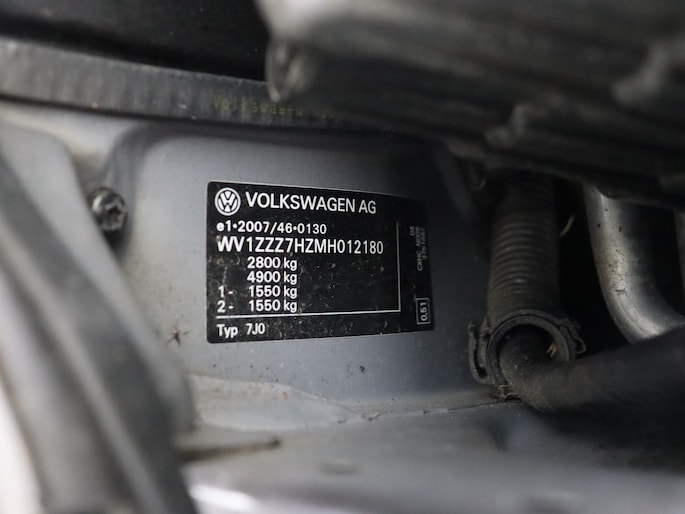 VOLKSWAGEN AG
e1*2007/46*0130
WV1ZZZ7HZMH012180
2800 kg
4900 kg
1- 1550 kg
2- 1550 kg
Typ 7J0
0.51